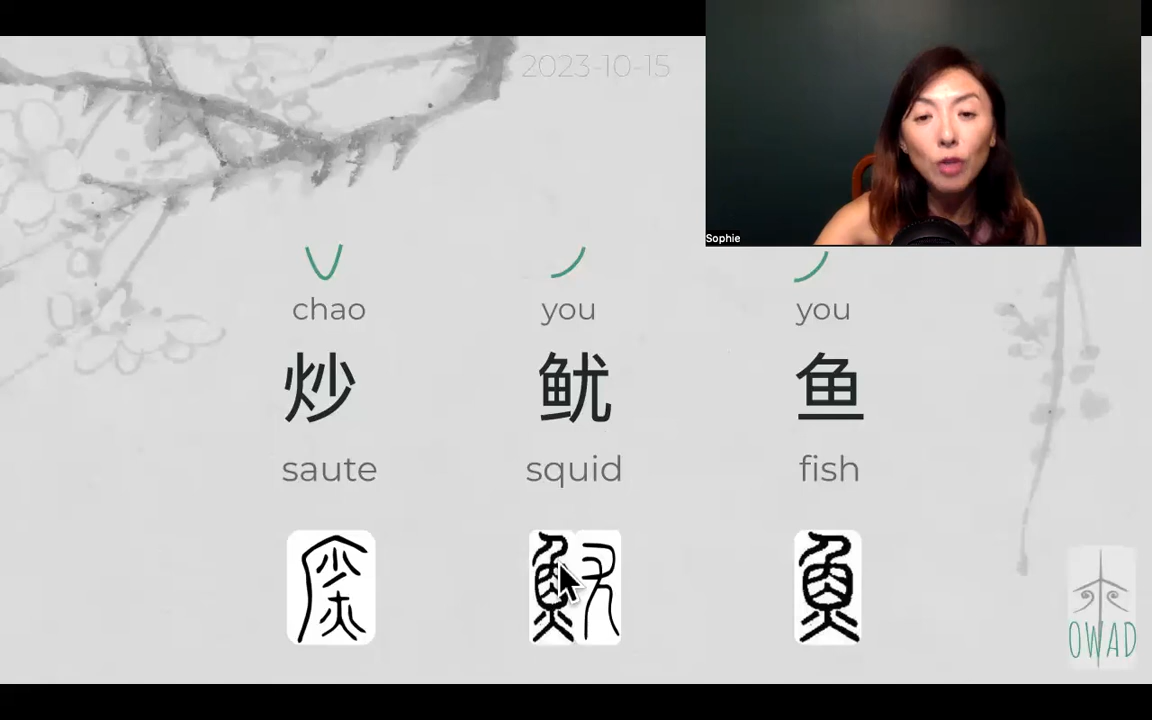 2023-10-15
Sophie
chao you you
炒 鱿 鱼
saute squid fish
OWAD